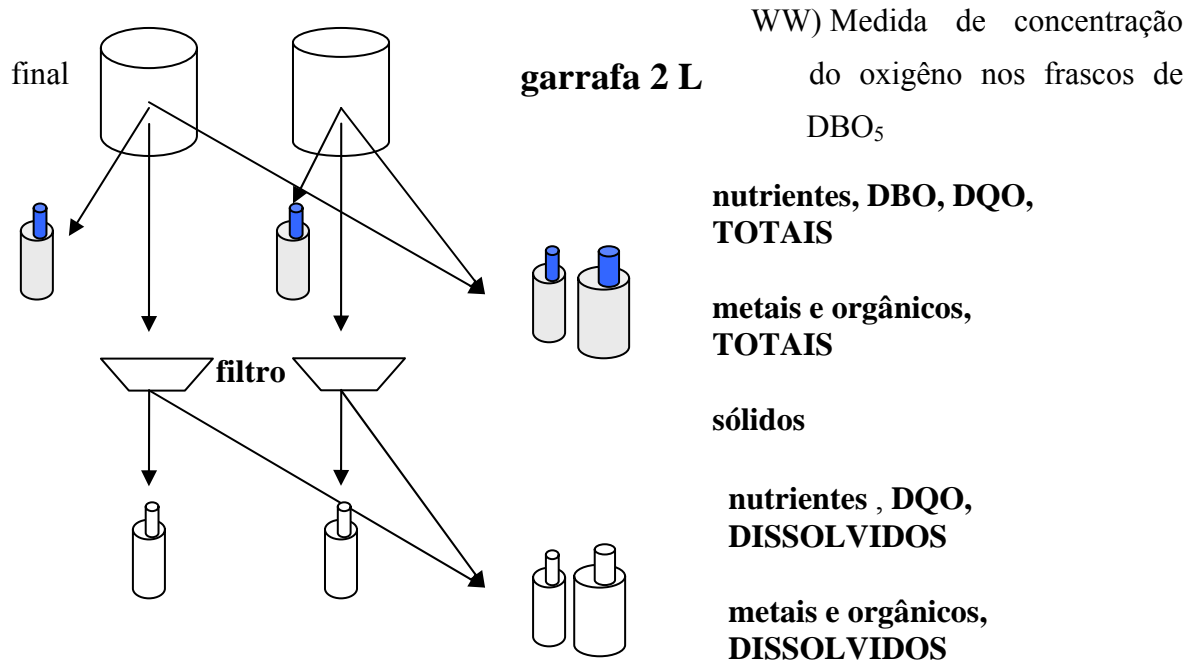 final
garrafa 2 L
WW) Medida de concentração
do oxigêno nos frascos de
DBO₅
nutrientes, DBO, DQO,
TOTAIS
metais e orgânicos,
TOTAIS
filtro
sólidos
nutrientes , DQO,
DISSOLVIDOS
metais e orgânicos,
DISSOLVIDOS